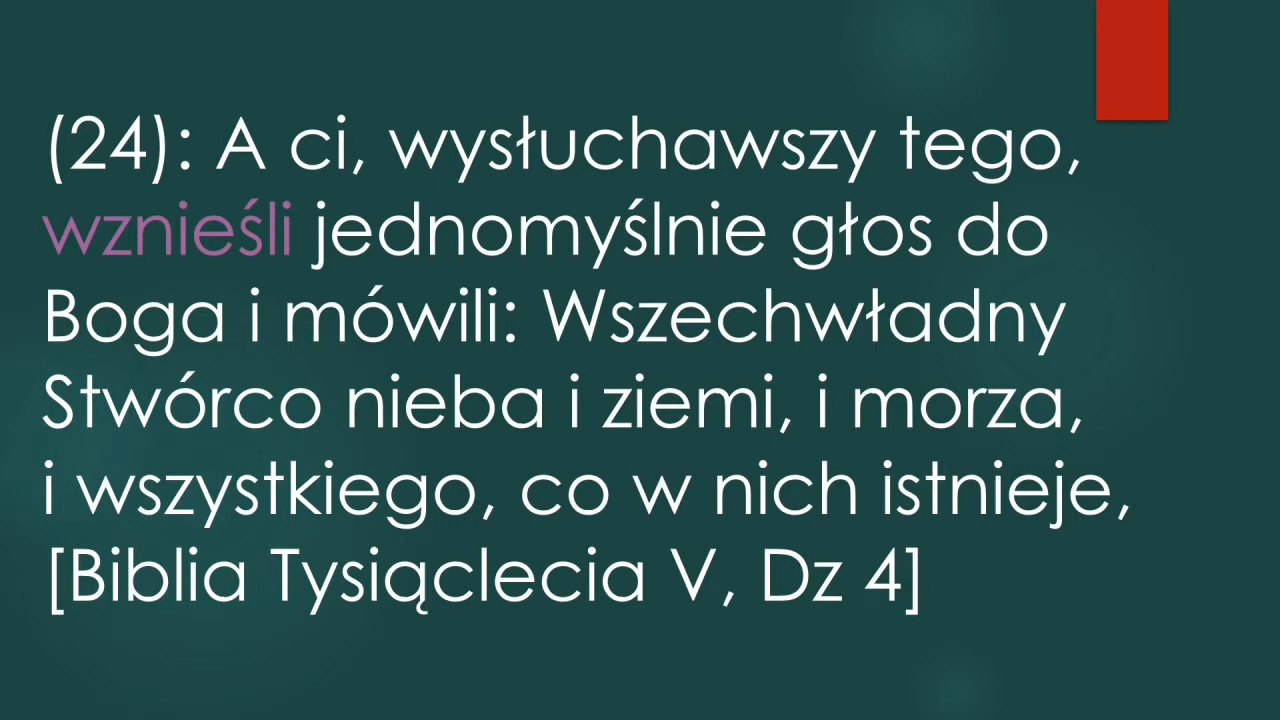 (24): A ci, wysłuchawszy tego,
wznieśli jednomyślnie głos do
Boga i mówili: Wszechwładny
Stwórco nieba i ziemi, i morza,
i wszystkiego, co w nich istnieje,
[Biblia Tysiąclecia V, Dz 4]